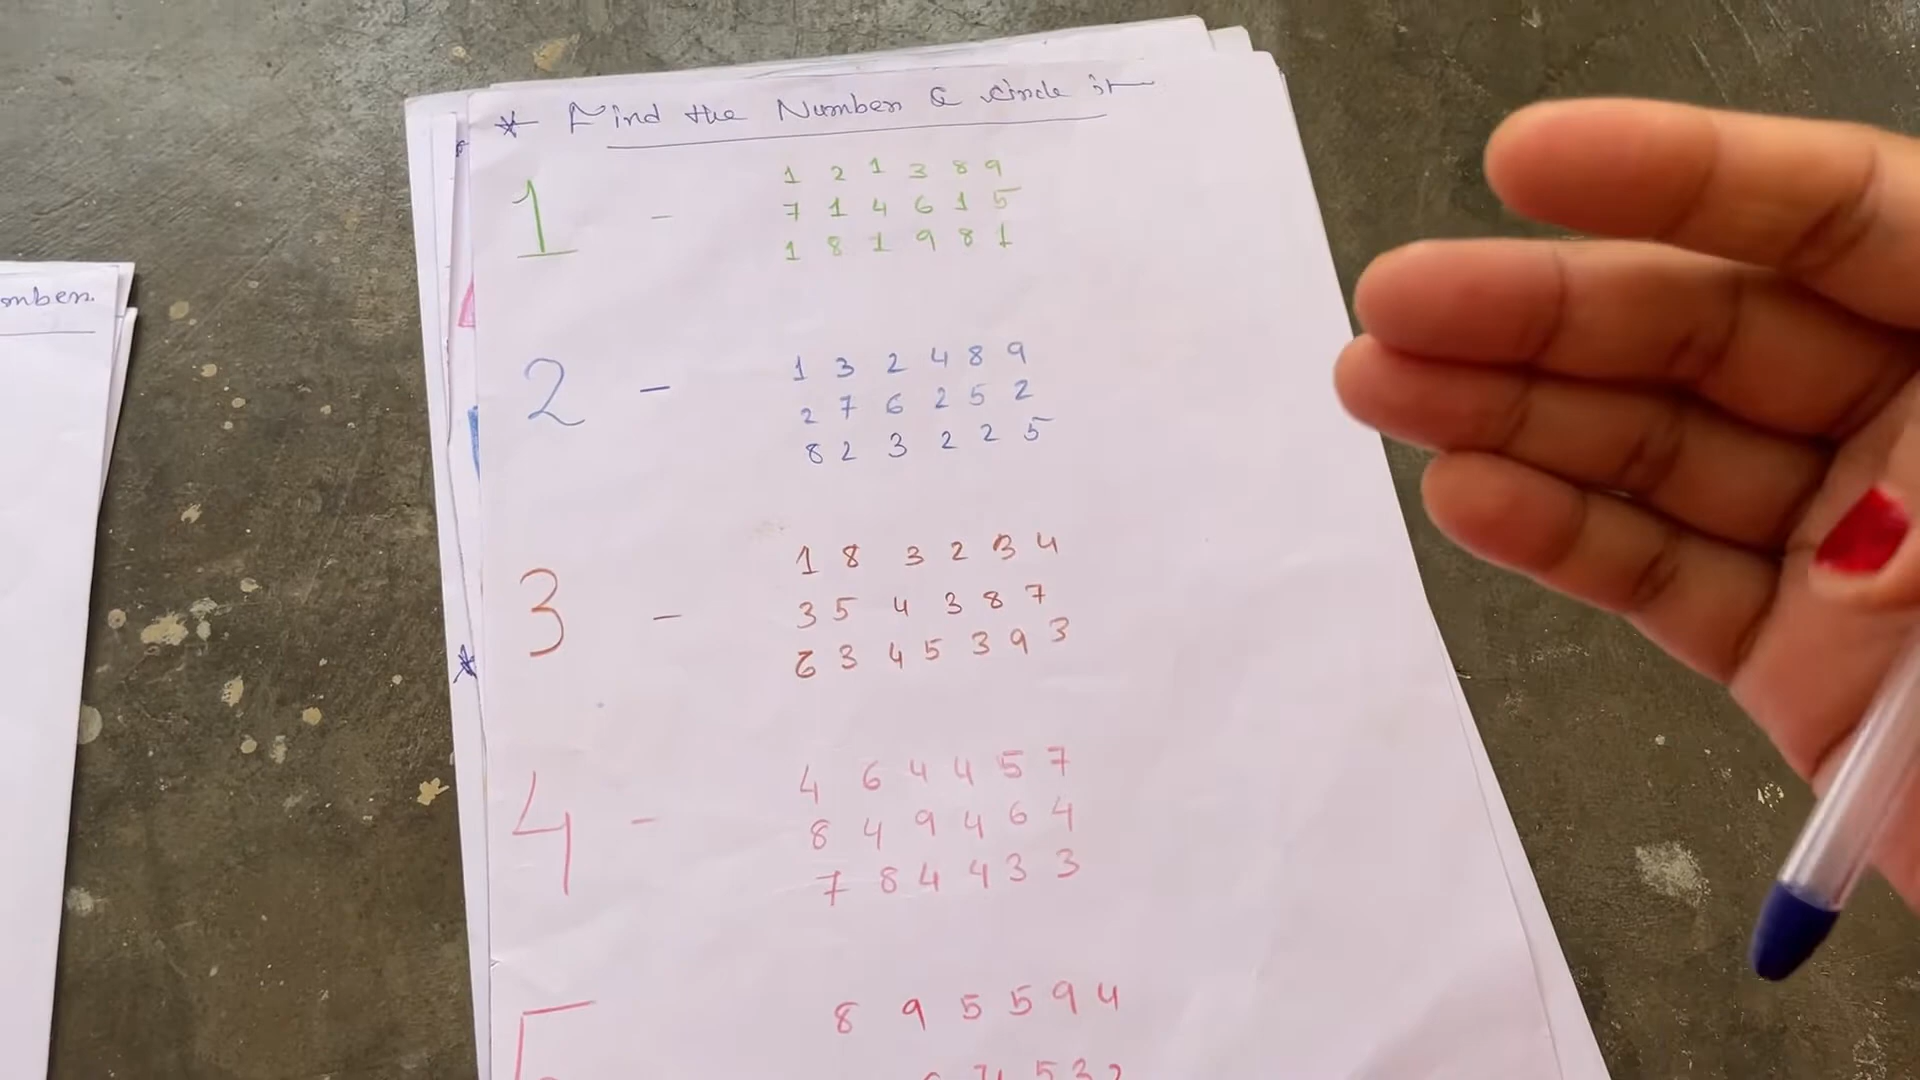 * Find the Number & circle it
1 - 1 2 1 3 8 9
7 1 4 6 1 5
1 8 1 9 8 1
2 - 1 3 2 4 8 9
2 7 6 2 5 2
8 2 3 2 2 5
3 - 1 8 3 2 3 4
3 5 4 3 8 7
6 3 4 5 3 9 3
4 - 4 6 4 4 5 7
8 4 9 4 6 4
7 8 4 4 3 3
5 8 9 5 5 9 4
5 3 2